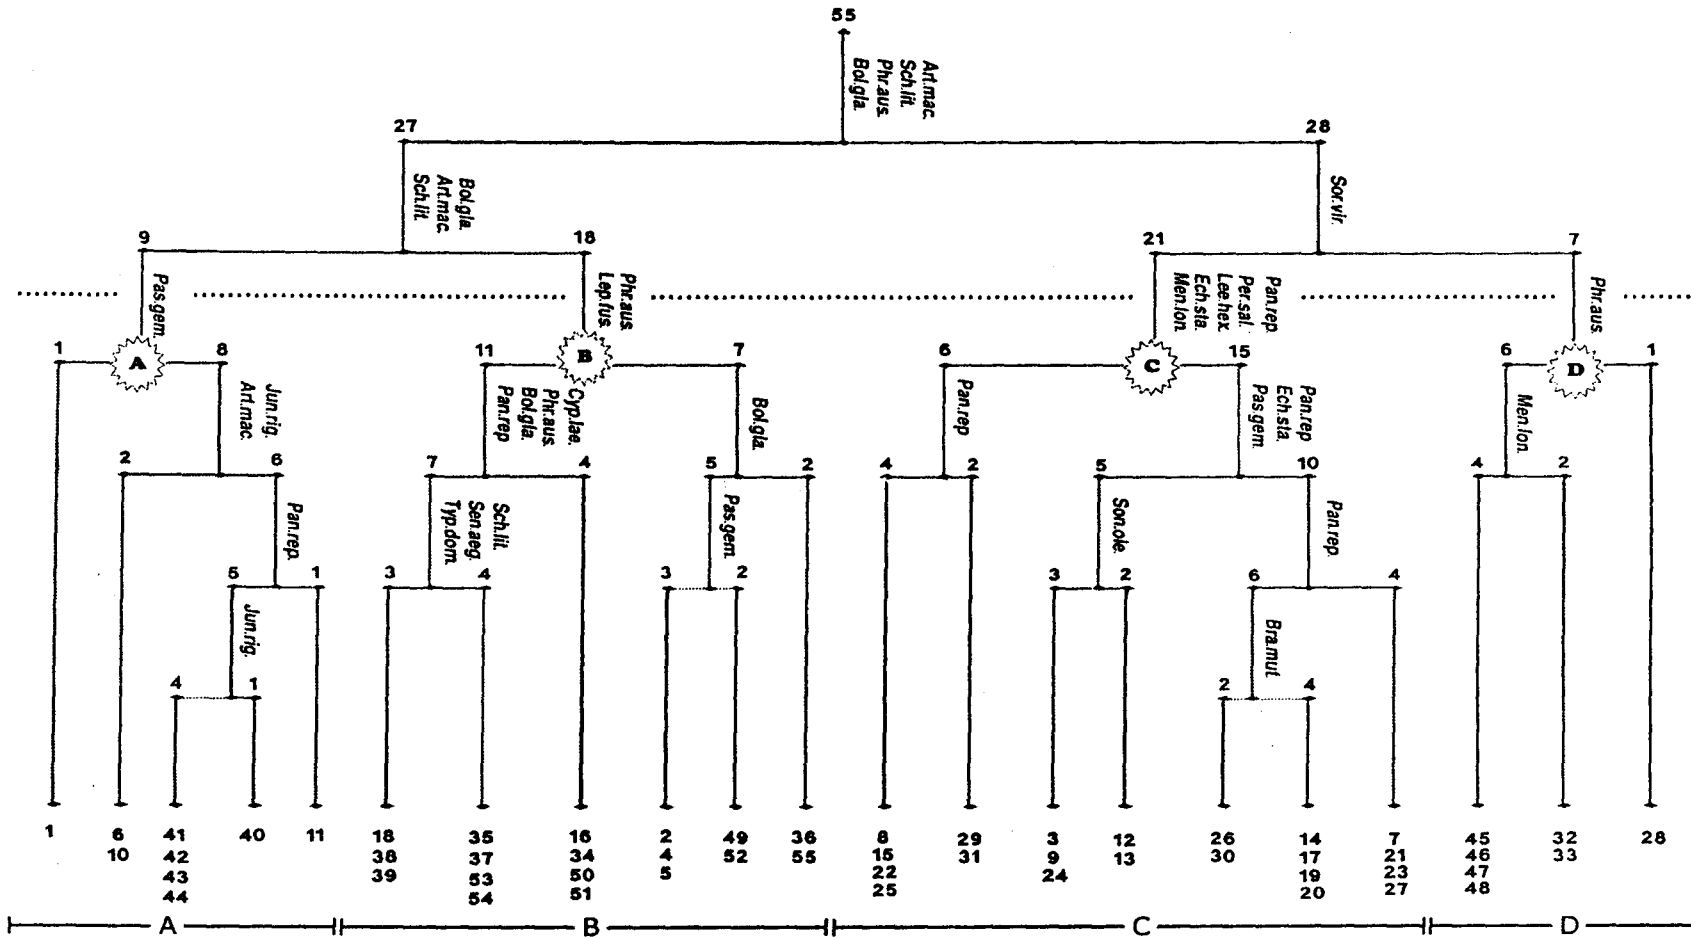 55
Art.mac.
Sch.lit.
Phr.aus.
Bol.gla.
27
28
Bol.gla.
Art.mac.
Sch.lit.
Sor.vir.
9
18
21
7
Pas.gem.
Phr.aus.
Lep.fus.
Pan.rep.
Per.sal.
Lee.hex.
Ech.sta.
Men.lon.
Phr.aus.
1
A
8
11
B
7
6
C
15
6
D
1
Jun.rig.
Art.mac.
Cyp.lae.
Phr.aus.
Bol.gla.
Pan.rep
Bol.gla.
Pan.rep
Pan.rep
Ech.sta.
Pas.gem.
Men.lon.
2
6
7
4
5
2
4
2
5
10
4
2
Pan.rep.
Sch.lit.
Sen.aeg.
Typ.dom.
Pas.gem.
Son.ole.
Pan.rep.
5
1
3
4
3
2
3
2
6
4
Jun.rig.
Bra.mut.
4
1
2
4
1
6 10
41 42 43 44
40
11
18 38 39
35 37 53 54
16 34 50 51
2 4 5
49 52
36 55
8 15 22 25
29 31
3 9 24
12 13
26 30
14 17 19 20
7 21 23 27
45 46 47 48
32 33
28
A
B
C
D